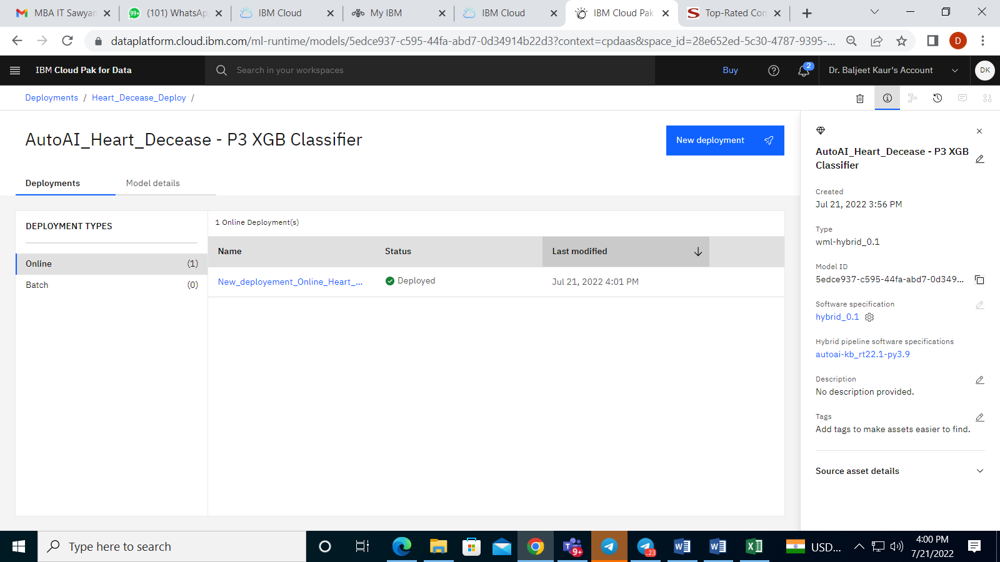 MBA IT Sawyan
99+
(101) WhatsAp
IBM Cloud
My IBM
IBM Cloud
IBM Cloud Pak
S
Top-Rated Con
dataplatform.cloud.ibm.com/ml-runtime/models/5edce937-c595-44fa-abd7-0d34914b22d3?context=cpdaas&space_id=28e652ed-5c30-4787-9395-...
D
IBM Cloud Pak for Data
Search in your workspaces
Buy
2
Dr. Baljeet Kaur's Account
DK
Deployments / Heart_Decease_Deploy /
AutoAI_Heart_Decease - P3 XGB Classifier
New deployment
Deployments
Model details
DEPLOYMENT TYPES
Online (1)
Batch (0)
1 Online Deployment(s)
Name Status Last modified
New_deployement_Online_Heart_... Deployed Jul 21, 2022 4:01 PM
AutoAI_Heart_Decease - P3 XGB
Classifier
Created
Jul 21, 2022 3:56 PM
Type
wml-hybrid_0.1
Model ID
5edce937-c595-44fa-abd7-0d349...
Software specification
hybrid_0.1
Hybrid pipeline software specifications
autoai-kb_rt22.1-py3.9
Description
No description provided.
Tags
Add tags to make assets easier to find.
Source asset details
Type here to search
9+
..23
USD...
4:00 PM
7/21/2022